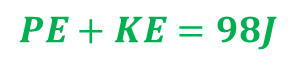 PE + KE = 98J